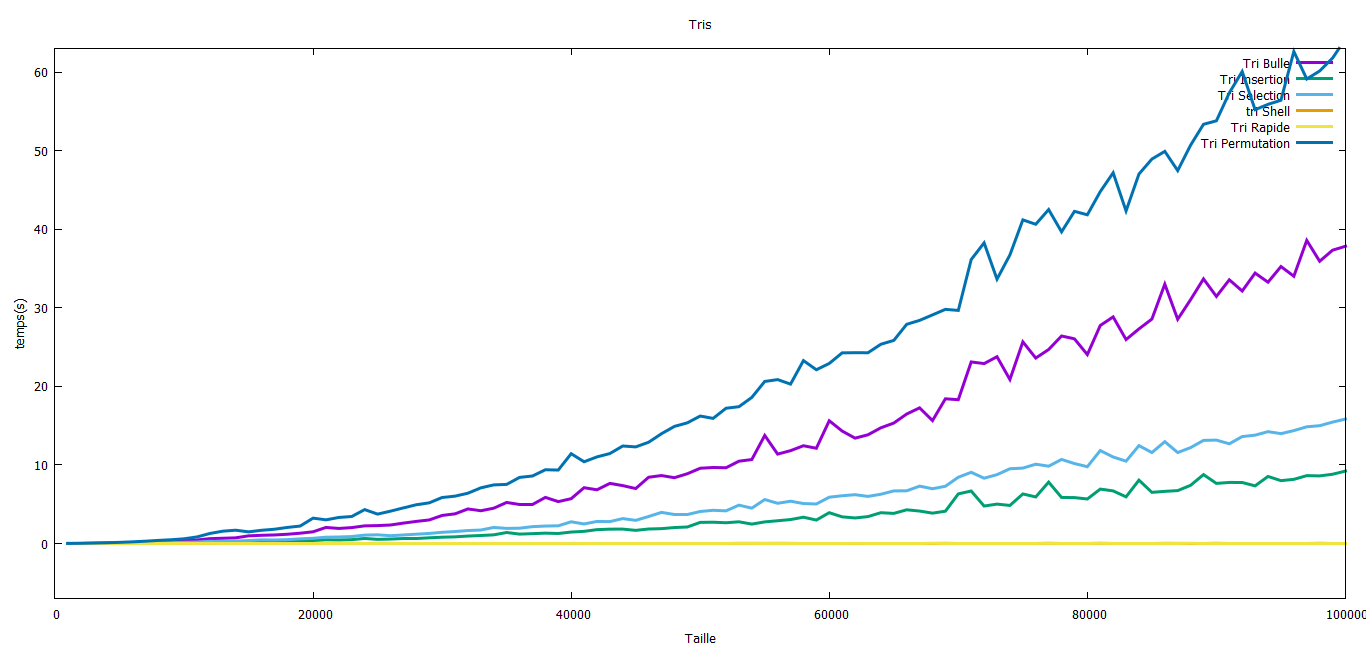 Tris
Tri Bulle
Tri Insertion
Tri Selection
tri Shell
Tri Rapide
Tri Permutation
60
50
40
30
20
10
0
temps(s)
0 20000 40000 60000 80000 100000
Taille